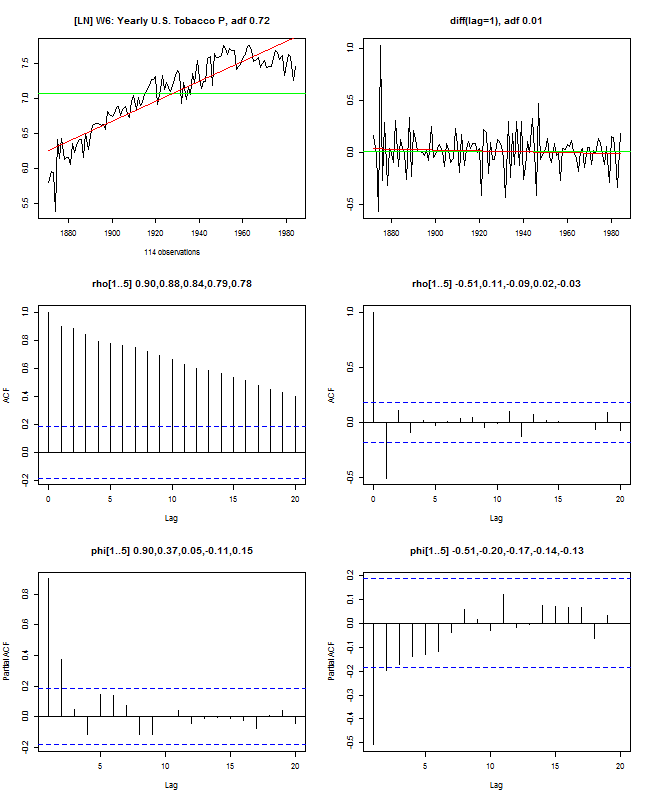 [LN] W6: Yearly U.S. Tobacco P, adf 0.72
diff(lag=1), adf 0.01
5.5 6.0 6.5 7.0 7.5
1880 1900 1920 1940 1960 1980
114 observations
-0.5 0.0 0.5 1.0
1880 1900 1920 1940 1960 1980
rho[1..5] 0.90,0.88,0.84,0.79,0.78
rho[1..5] -0.51,0.11,-0.09,0.02,-0.03
ACF
-0.2 0.0 0.2 0.4 0.6 0.8 1.0
0 5 10 15 20
Lag
ACF
-0.5 0.0 0.5 1.0
0 5 10 15 20
Lag
phi[1..5] 0.90,0.37,0.05,-0.11,0.15
phi[1..5] -0.51,-0.20,-0.17,-0.14,-0.13
Partial ACF
-0.2 0.0 0.2 0.4 0.6 0.8
5 10 15 20
Lag
Partial ACF
-0.5 -0.4 -0.3 -0.2 -0.1 0.0 0.1 0.2
5 10 15 20
Lag